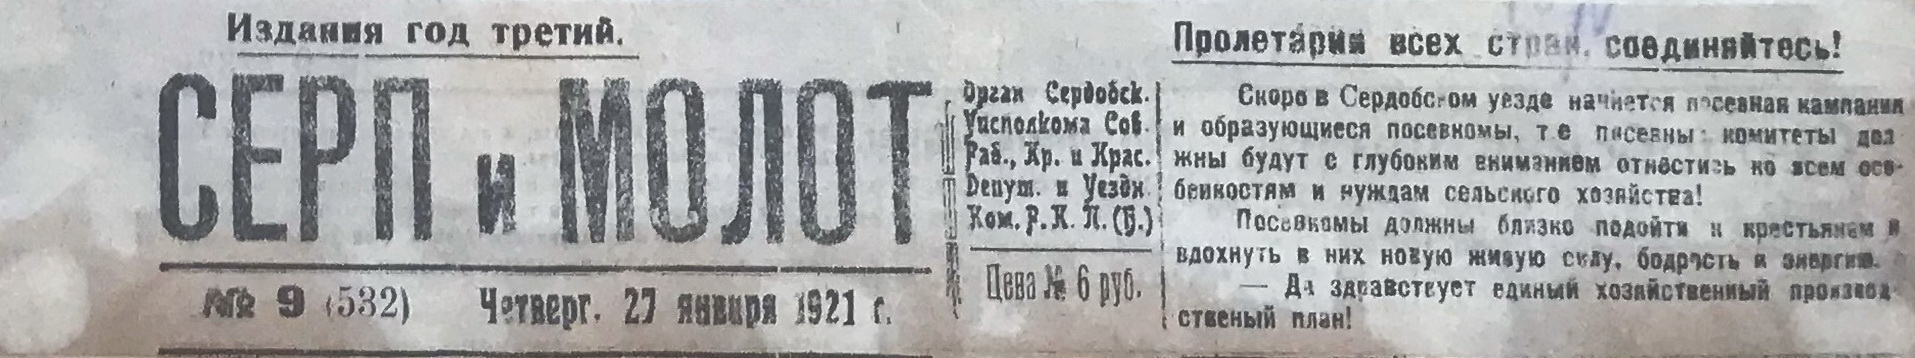 Издания год третий.
СЕРП и МОЛОТ
№ 9 (532) Четверг. 27 января 1921 г.
Орган Сердобск.
Исполкома Сов.
Раб., Кр. и Крас.
Депут. и Уездн.
Ком. Р. К. П. (Б.)
Цена № 6 руб.
Пролетарии всех стран, соединяйтесь!
Скоро в Сердобском уезде начнется посевная кампания
и образующиеся посевкомы, т.е посевны комитеты дол
жны будут с глубоким вниманием отнестись ко всем осо-
бенностям и нуждам сельского хозяйства!
Посевкомы должны близко подойти к крестьянам и
вдохнуть в них новую живую силу, бодрость и энергию.
— Да здравствует единый хозяйственный производ
ственый план!